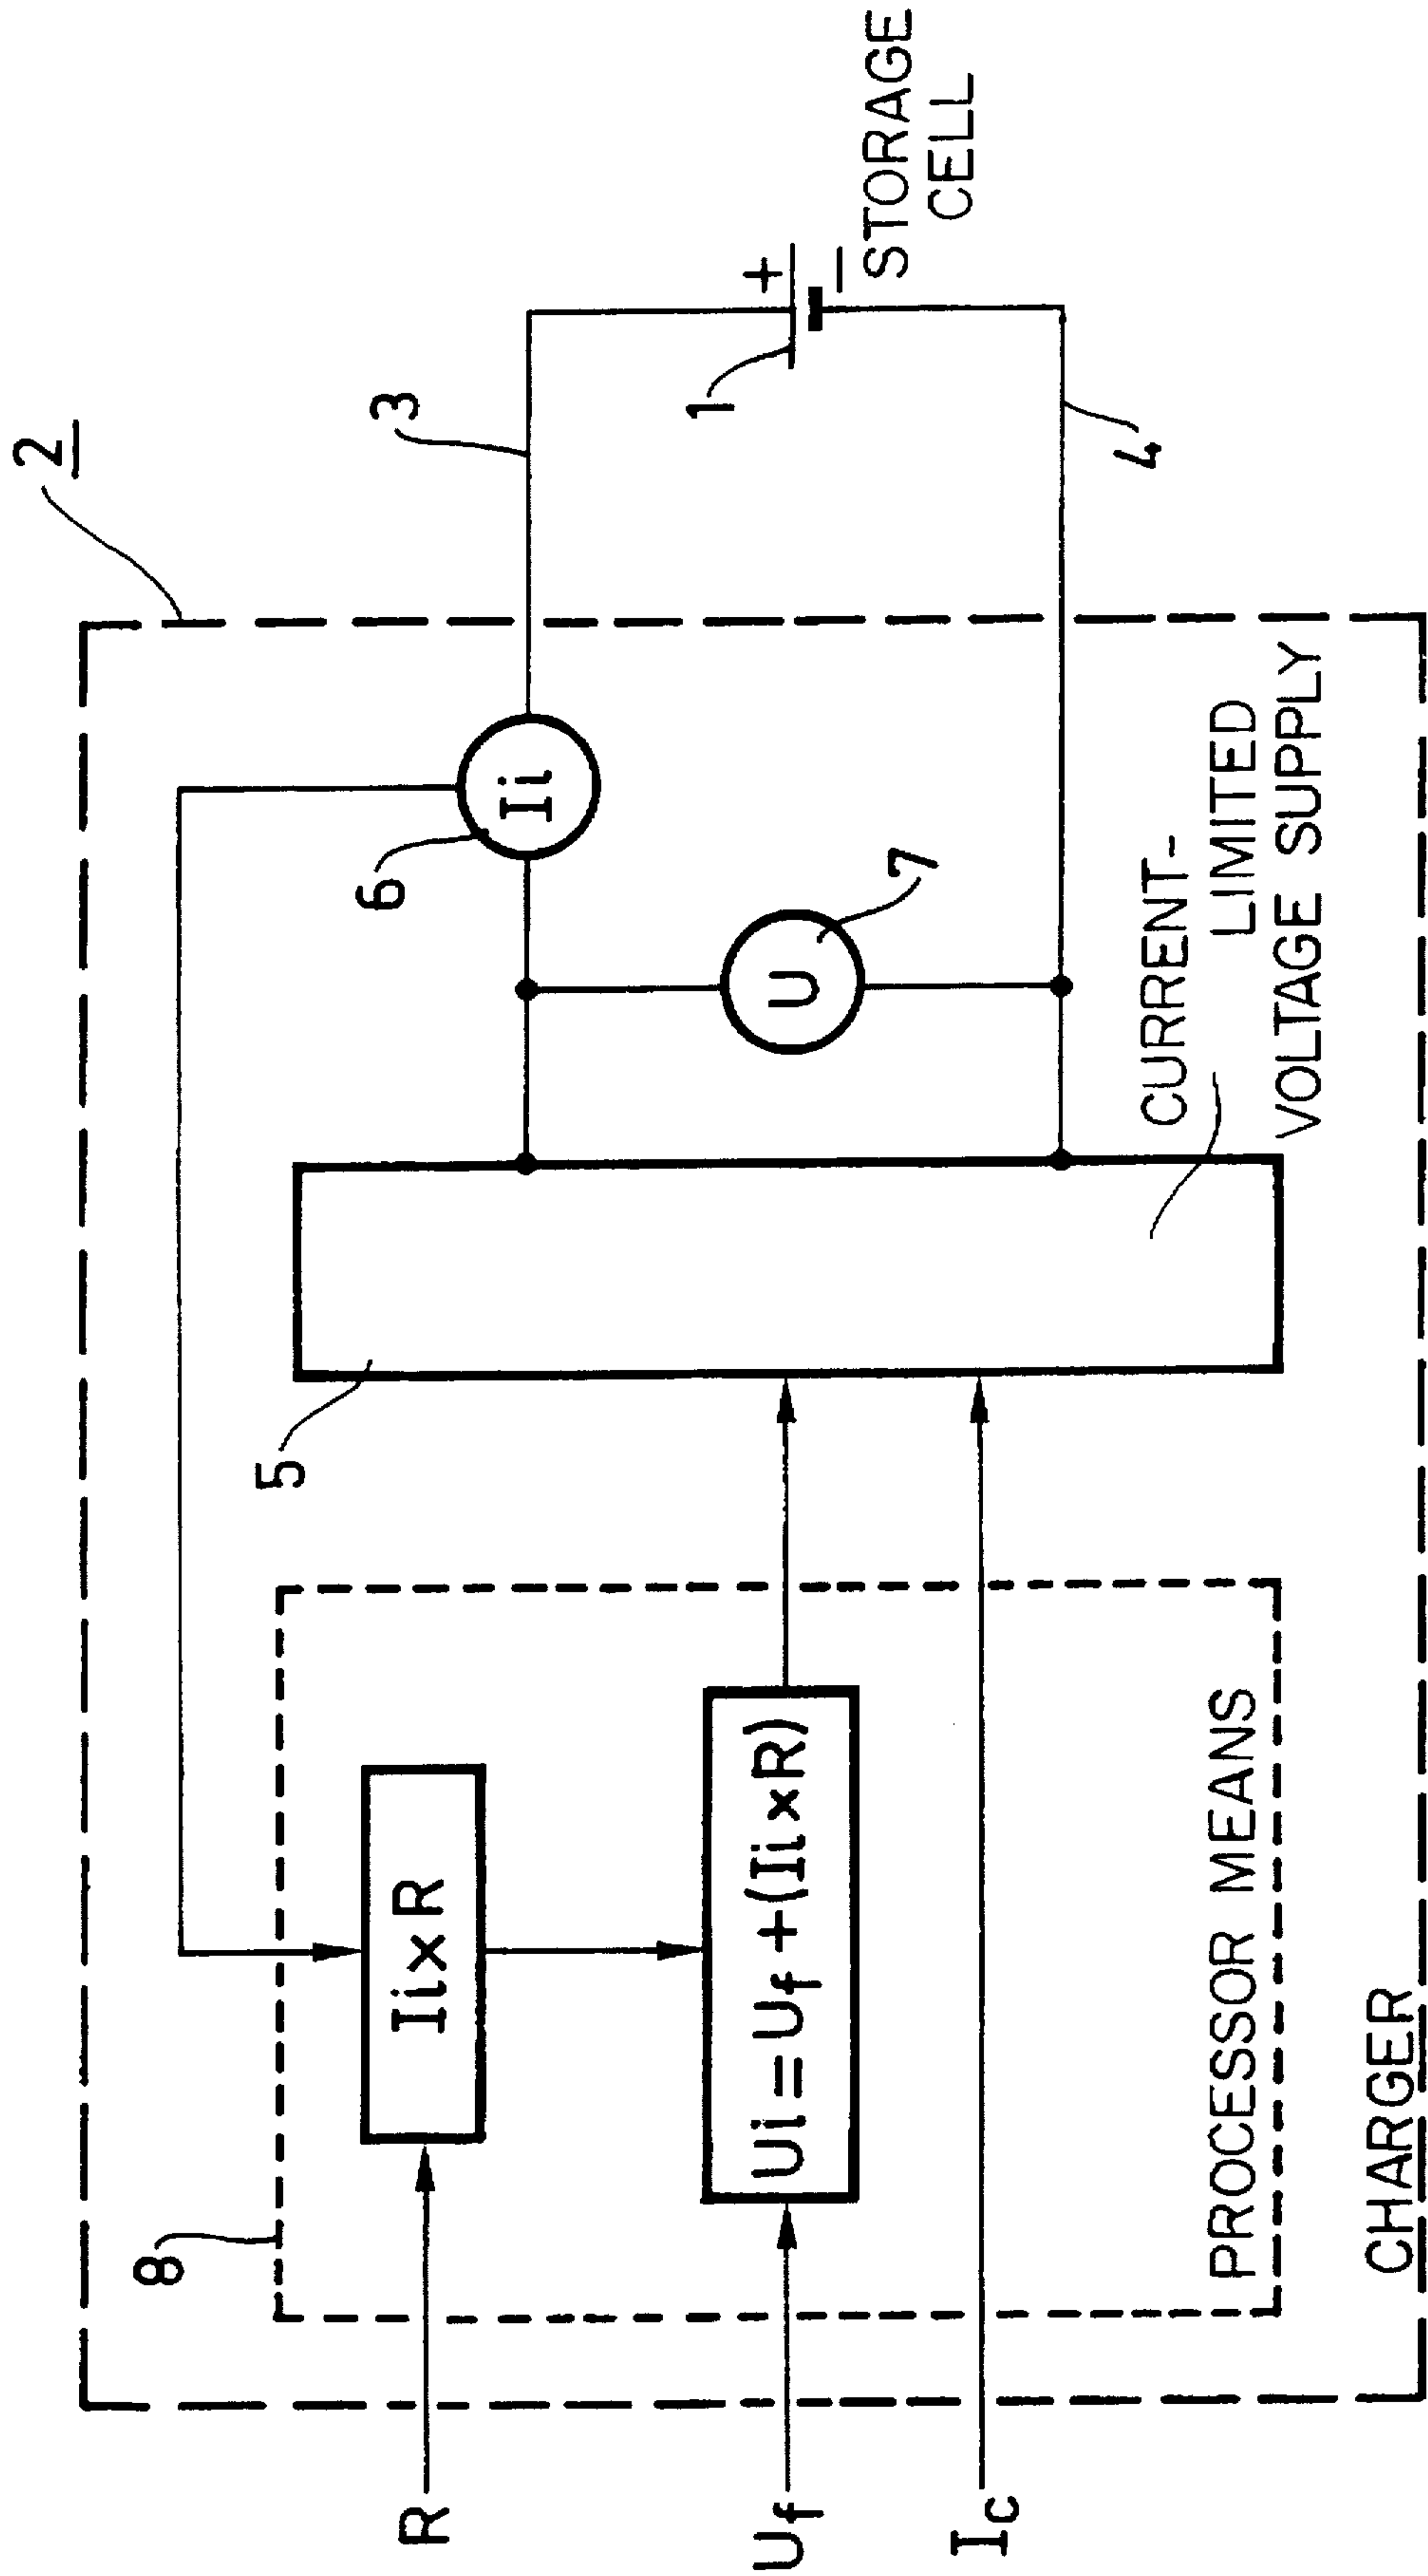 2
3
6
Ii
1
+
−
STORAGE
CELL
U
7
4
5
CURRENT-
LIMITED
VOLTAGE SUPPLY
8
R
Ii×R
Uf
Ui=Uf+(Ii×R)
Ic
PROCESSOR MEANS
CHARGER